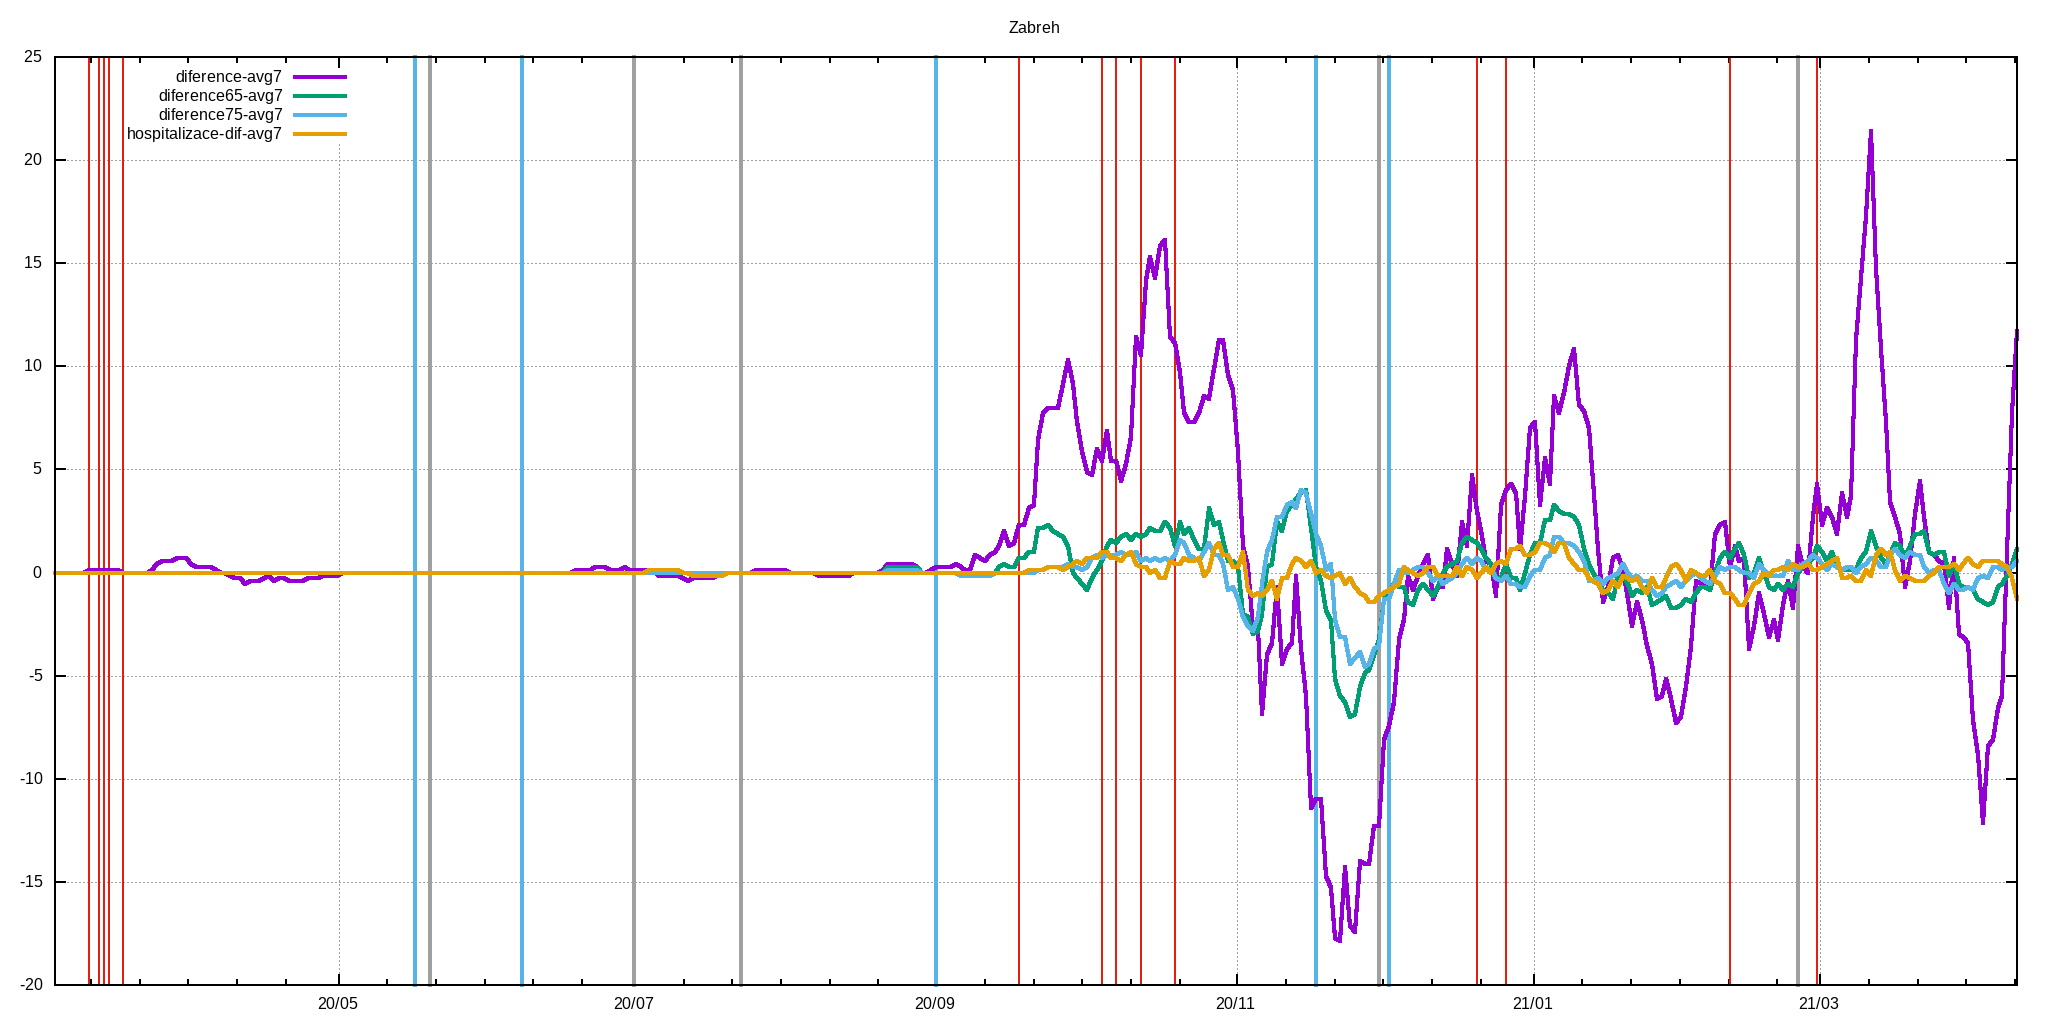 Zabreh
25
diference-avg7
diference65-avg7
diference75-avg7
hospitalizace-dif-avg7
20
15
10
5
0
-5
-10
-15
-20
20/05 20/07 20/09 20/11 21/01 21/03